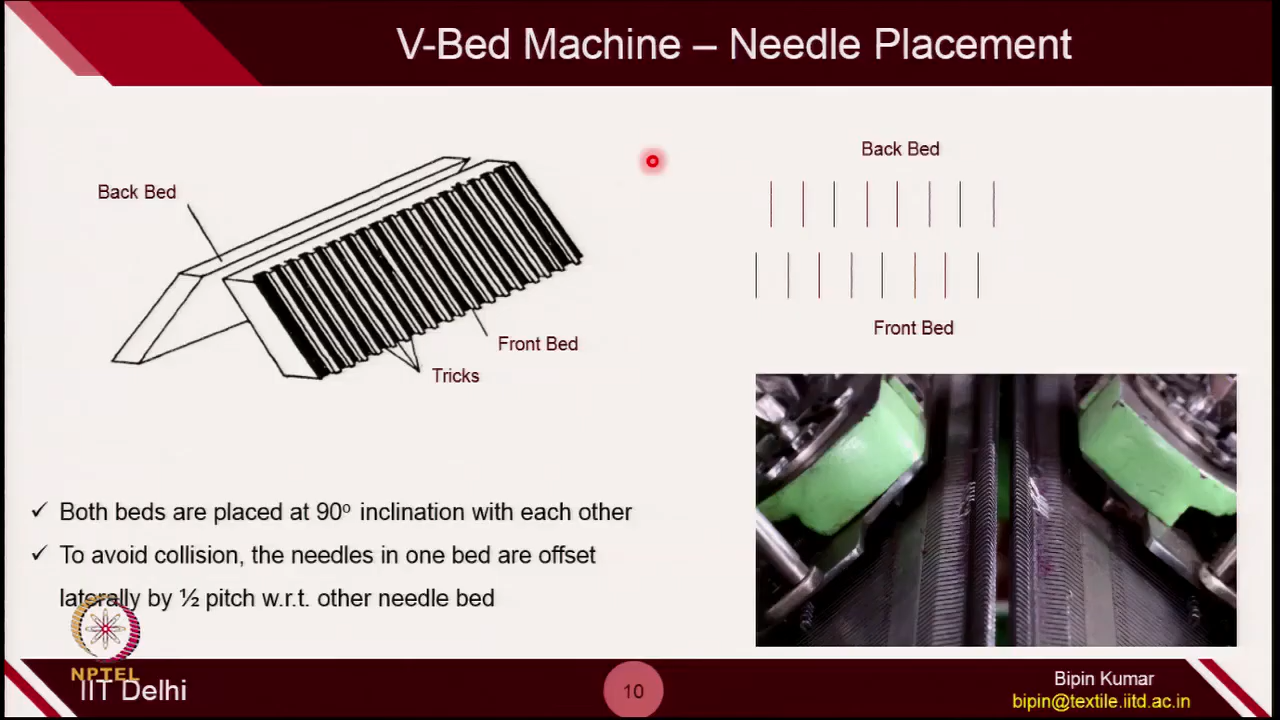 V-Bed Machine – Needle Placement
Back Bed
Front Bed
Tricks
Back Bed
Front Bed
✓ Both beds are placed at 90° inclination with each other
✓ To avoid collision, the needles in one bed are offset
laterally by ½ pitch w.r.t. other needle bed
NPTEL
IIT Delhi
10
Bipin Kumar
bipin@textile.iitd.ac.in